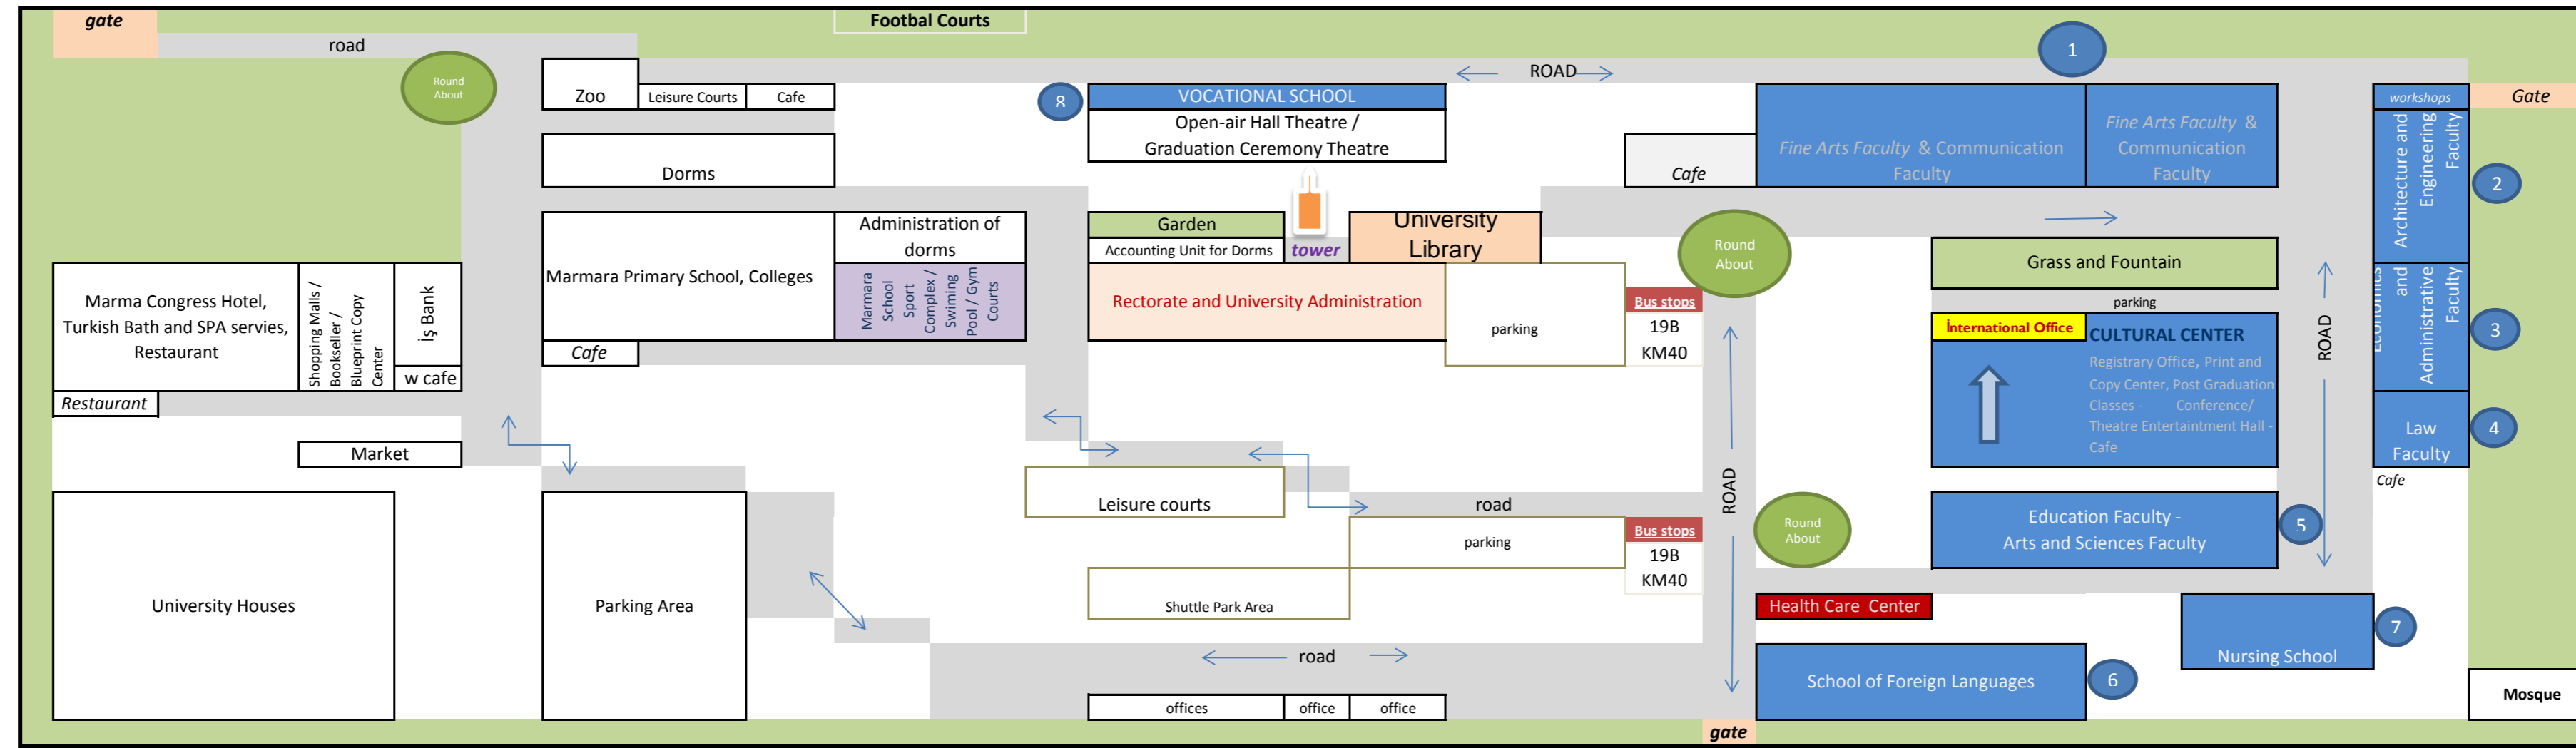 gate
Footbal Courts
road
Round
About
Zoo
Leisure Courts
Cafe
8
VOCATIONAL SCHOOL
Open-air Hall Theatre /
Graduation Ceremony Theatre
ROAD
1
workshops
Gate
Dorms
Cafe
Fine Arts Faculty & Communication
Faculty
Fine Arts Faculty &
Communication
Faculty
Architecture and
Engineering
Faculty
2
Marmara Primary School, Colleges
Administration of
dorms
Marmara
School
Sport
Complex /
Swiming
Pool / Gym
Courts
Garden
Accounting Unit for Dorms
tower
University
Library
Round
About
Grass and Fountain
parking
Marma Congress Hotel,
Turkish Bath and SPA servies,
Restaurant
Shopping Malls /
Bookseller /
Blueprint Copy
Center
İş Bank
w cafe
Rectorate and University Administration
parking
Bus stops
19B
KM40
İnternational Office
CULTURAL CENTER
Registrary Office, Print and
Copy Center, Post Graduation
Classes - Conference/
Theatre Entertaintment Hall -
Cafe
ROAD
Economics
and
Administrative
Faculty
3
Cafe
Restaurant
Market
Law
Faculty
4
Cafe
Leisure courts
road
ROAD
University Houses
Parking Area
parking
Bus stops
19B
KM40
Round
About
Education Faculty -
Arts and Sciences Faculty
5
Shuttle Park Area
Health Care Center
7
Nursing School
road
School of Foreign Languages
6
Mosque
offices
office
office
gate